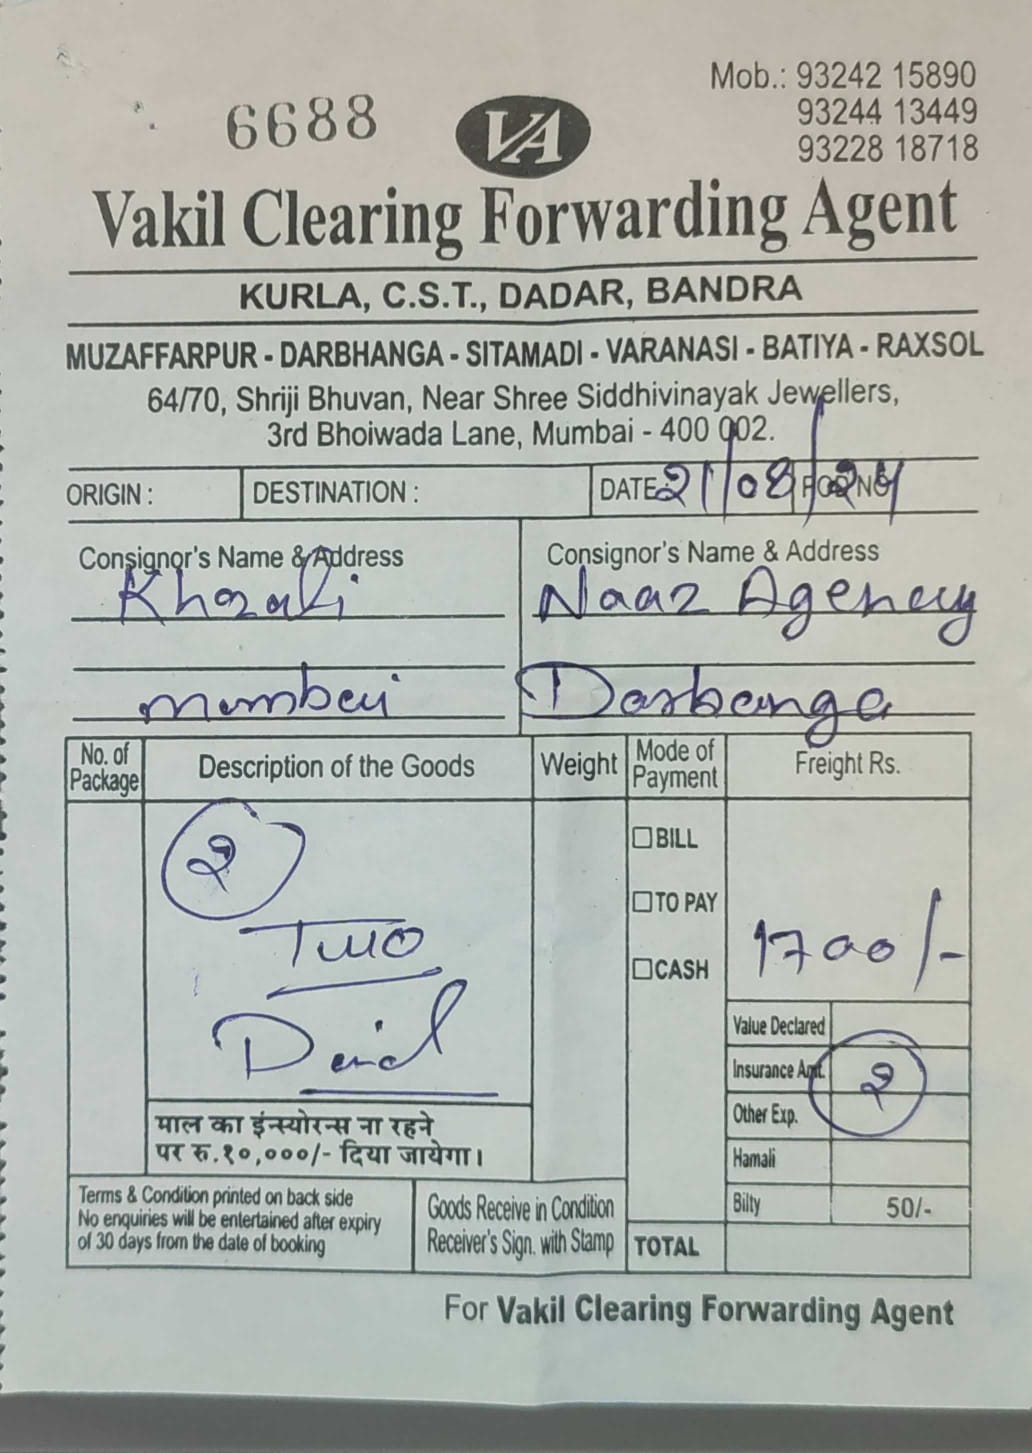 Mob.: 93242 15890
93244 13449
93228 18718
6688
VA
Vakil Clearing Forwarding Agent
KURLA, C.S.T., DADAR, BANDRA
MUZAFFARPUR - DARBHANGA - SITAMADI - VARANASI - BATIYA - RAXSOL
64/70, Shriji Bhuvan, Near Shree Siddhivinayak Jewellers,
3rd Bhoiwada Lane, Mumbai - 400 002.
ORIGIN : DESTINATION : DATE २1/08/२4
Consignor's Name & Address
Mumbai
Consignor's Name & Address
Naaz Agency
Darbanga
No. of Package Description of the Goods Weight Mode of Payment Freight Rs.
२
Two
BILL
TO PAY
CASH
1700/-
Value Declared
Insurance Amt. २
Other Exp.
Hamali
Bilty 50/-
TOTAL
माल का इंन्स्योरन्स ना रहने
पर रु.१०,०००/- दिया जायेगा।
Terms & Condition printed on back side
No enquiries will be entertained after expiry
of 30 days from the date of booking
Goods Receive in Condition
Receiver's Sign. with Stamp
For Vakil Clearing Forwarding Agent